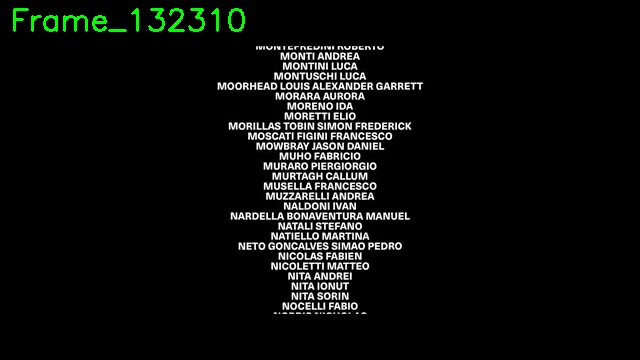 Frame_132310
MONTEFREDINI ROBERTO
MONTI ANDREA
MONTINI LUCA
MONTUSCHI LUCA
MOORHEAD LOUIS ALEXANDER GARRETT
MORARA AURORA
MORENO IDA
MORETTI ELIO
MORILLAS TOBIN SIMON FREDERICK
MOSCATI FIGINI FRANCESCO
MOWBRAY JASON DANIEL
MUHO FABRICIO
MURARO PIERGIORGIO
MURTAGH CALLUM
MUSELLA FRANCESCO
MUZZARELLI ANDREA
NALDONI IVAN
NARDELLA BONAVENTURA MANUEL
NATALI STEFANO
NATIELLO MARTINA
NETO GONCALVES SIMAO PEDRO
NICOLAS FABIEN
NICOLETTI MATTEO
NITA ANDREI
NITA IONUT
NITA SORIN
NOCELLI FABIO